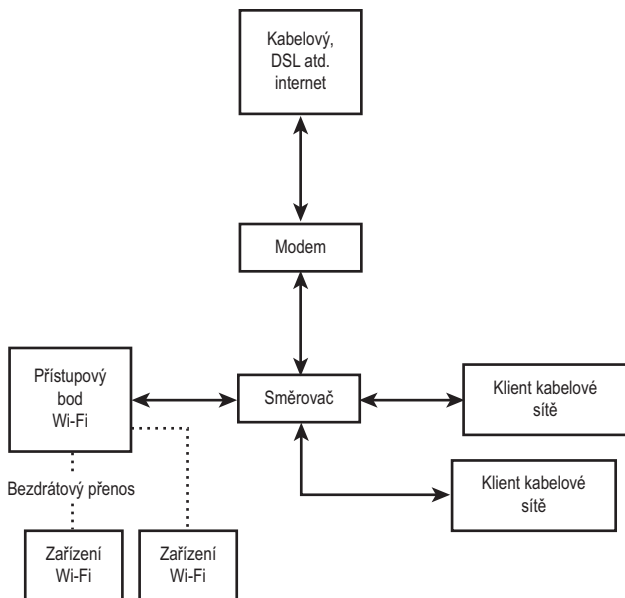 Kabelový,
DSL atd.
internet
Modem
Přístupový
bod
Wi-Fi
Směrovač
Klient kabelové
sítě
Klient kabelové
sítě
Bezdrátový přenos
Zařízení
Wi-Fi
Zařízení
Wi-Fi